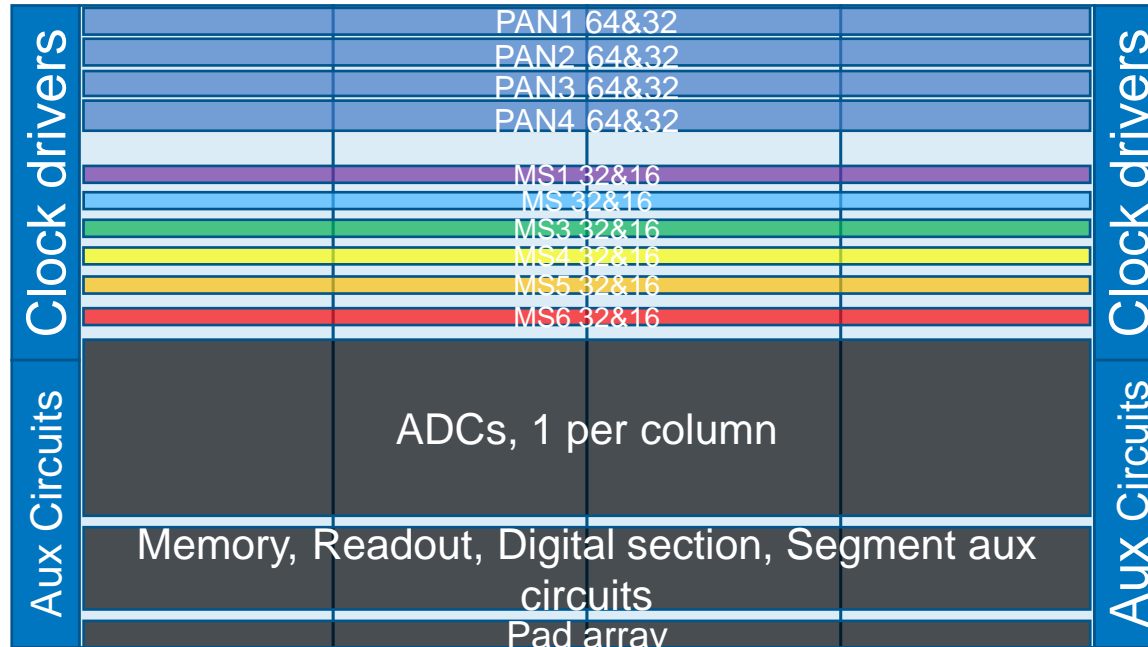 Clock drivers
Aux Circuits
PAN1 64&32
PAN2 64&32
PAN3 64&32
PAN4 64&32
MS1 32&16
MS 32&16
MS3 32&16
MS4 32&16
MS5 32&16
MS6 32&16
ADCs, 1 per column
Memory, Readout, Digital section, Segment aux
circuits
Pad array
Clock drivers
Aux Circuits